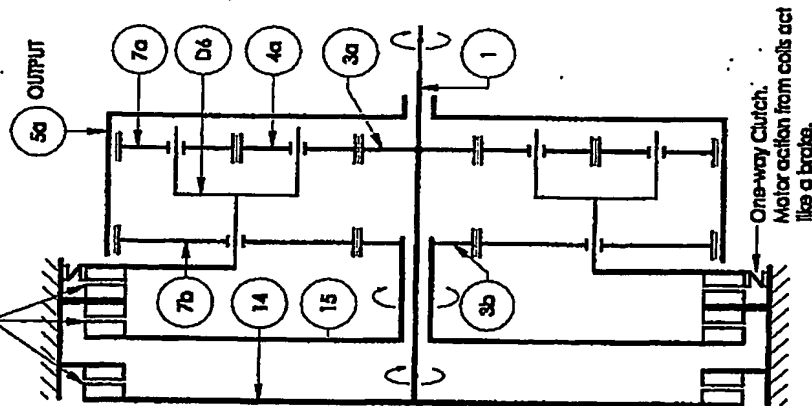 5a OUTPUT
7a
D6
4a
3a
1
7b
14
15
3b
One-way Clutch.
Motor action from coils act
like a brake.